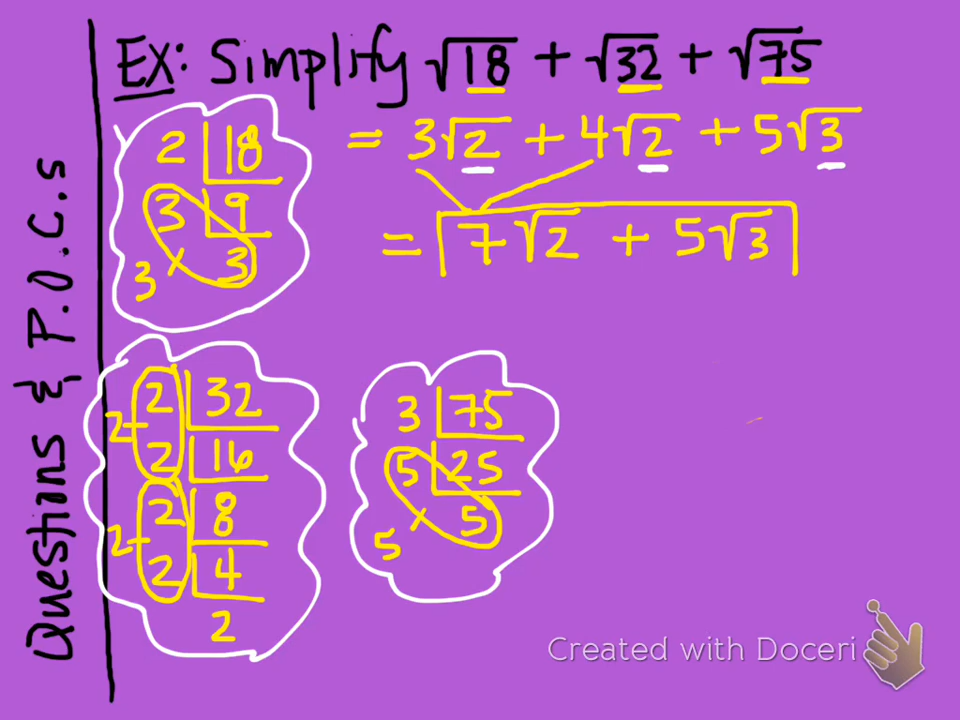 EX: Simplify √18 + √32 + √75
= 3√2 + 4√2 + 5√3
= 7√2 + 5√3
2 18
3 9
3 × 3
2 2 32
2 16
2 2 8
2 4
2
3 75
5 25
5 × 5
Questions & P.O.C.s
Created with Doceri